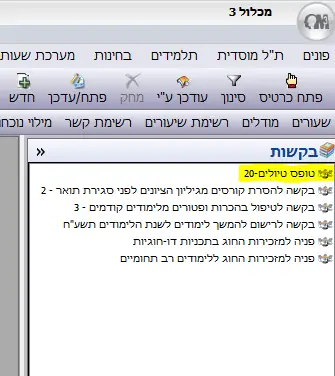 מכלול 3
פונים ת"ל מוסדית תלמידים בחינות מערכת שעות
פתח כרטיס סינון עודכן ע"י מחק פתח/עדכן חדש
שעורים מודלים רשימת שיעורים רשימת קשר מילוי נוכחו
בקשות «
טופס טיולים-20
בקשה להסרת קורסים מגיליון הציונים לפני סגירת תואר - 2
בקשה לטיפול בהכרות ופטורים מלימודים קודמים - 3
בקשה לרישום להמשך לימודים לשנת הלימודים תשע"ח
פניה למזכירות החוג בתכניות דו-חוגיות
פניה למזכירות החוג ללימודים רב תחומיים